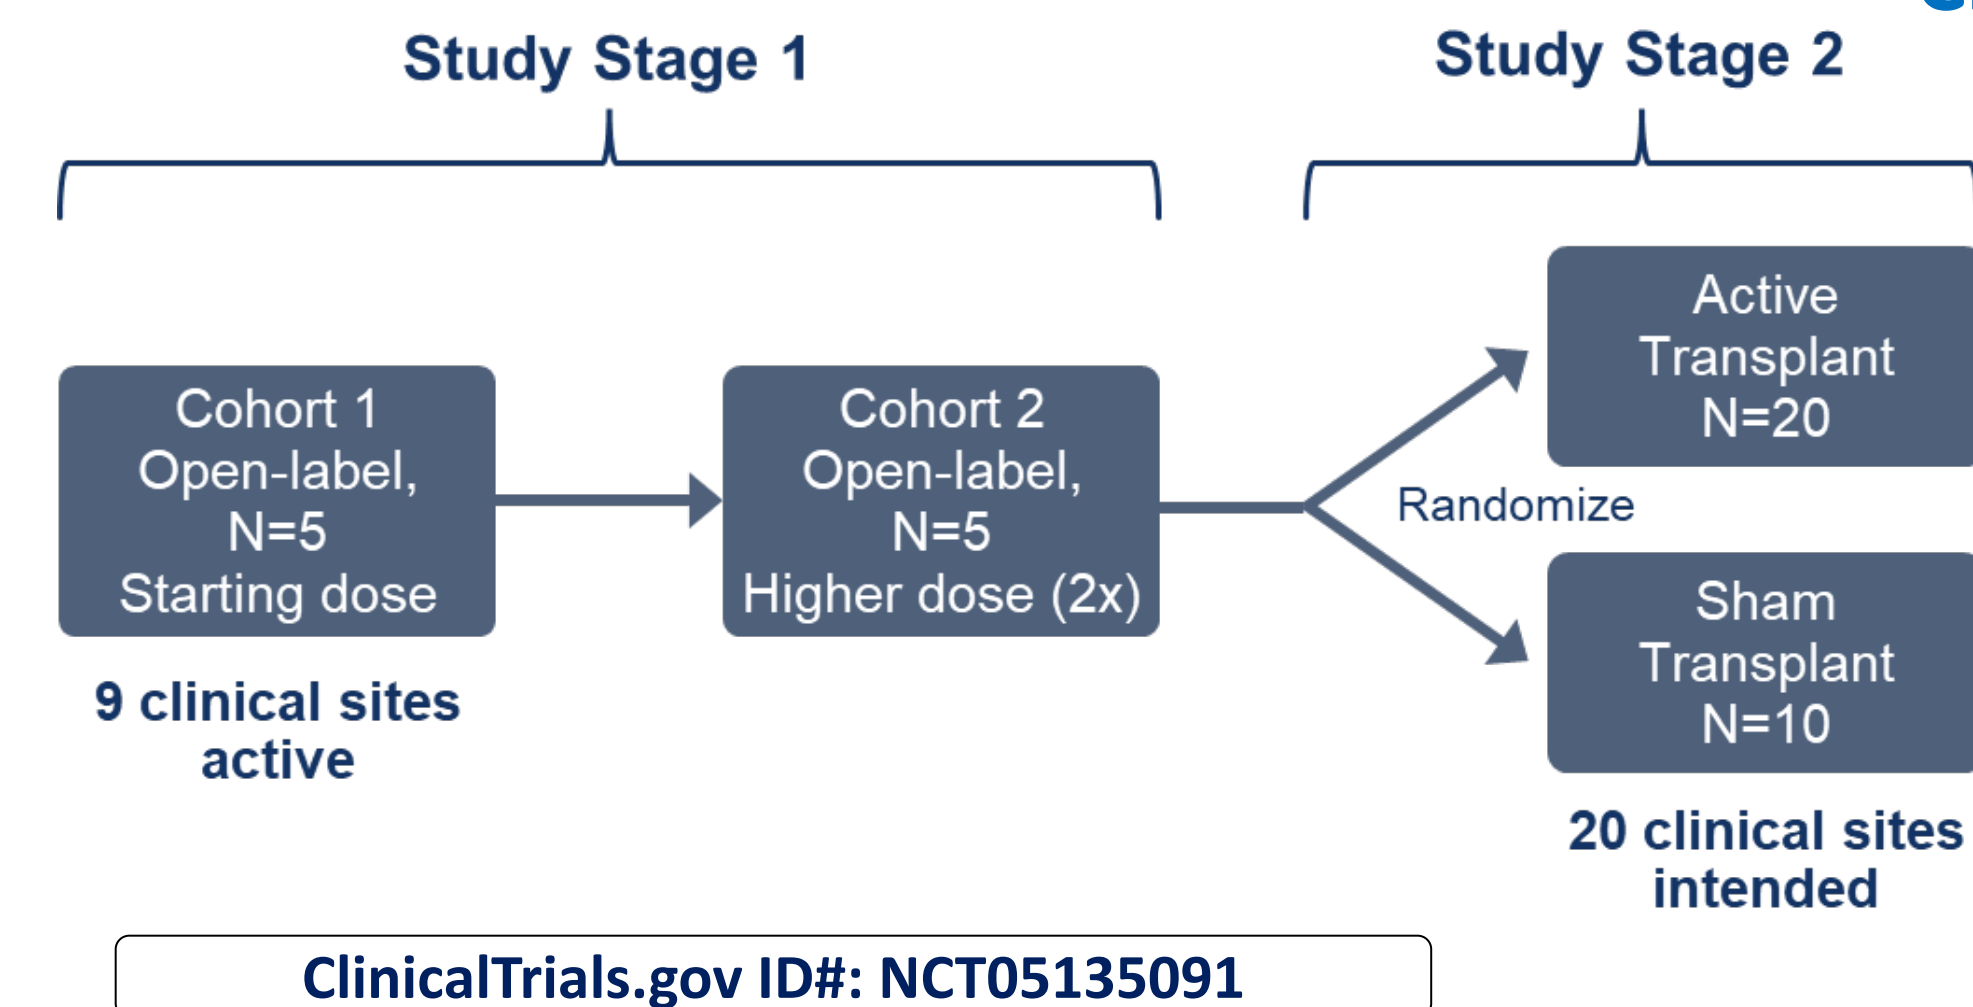 Study Stage 1
Study Stage 2
Cohort 1
Open-label,
N=5
Starting dose
9 clinical sites
active
Cohort 2
Open-label,
N=5
Higher dose (2x)
Randomize
Active
Transplant
N=20
Sham
Transplant
N=10
20 clinical sites
intended
ClinicalTrials.gov ID#: NCT05135091